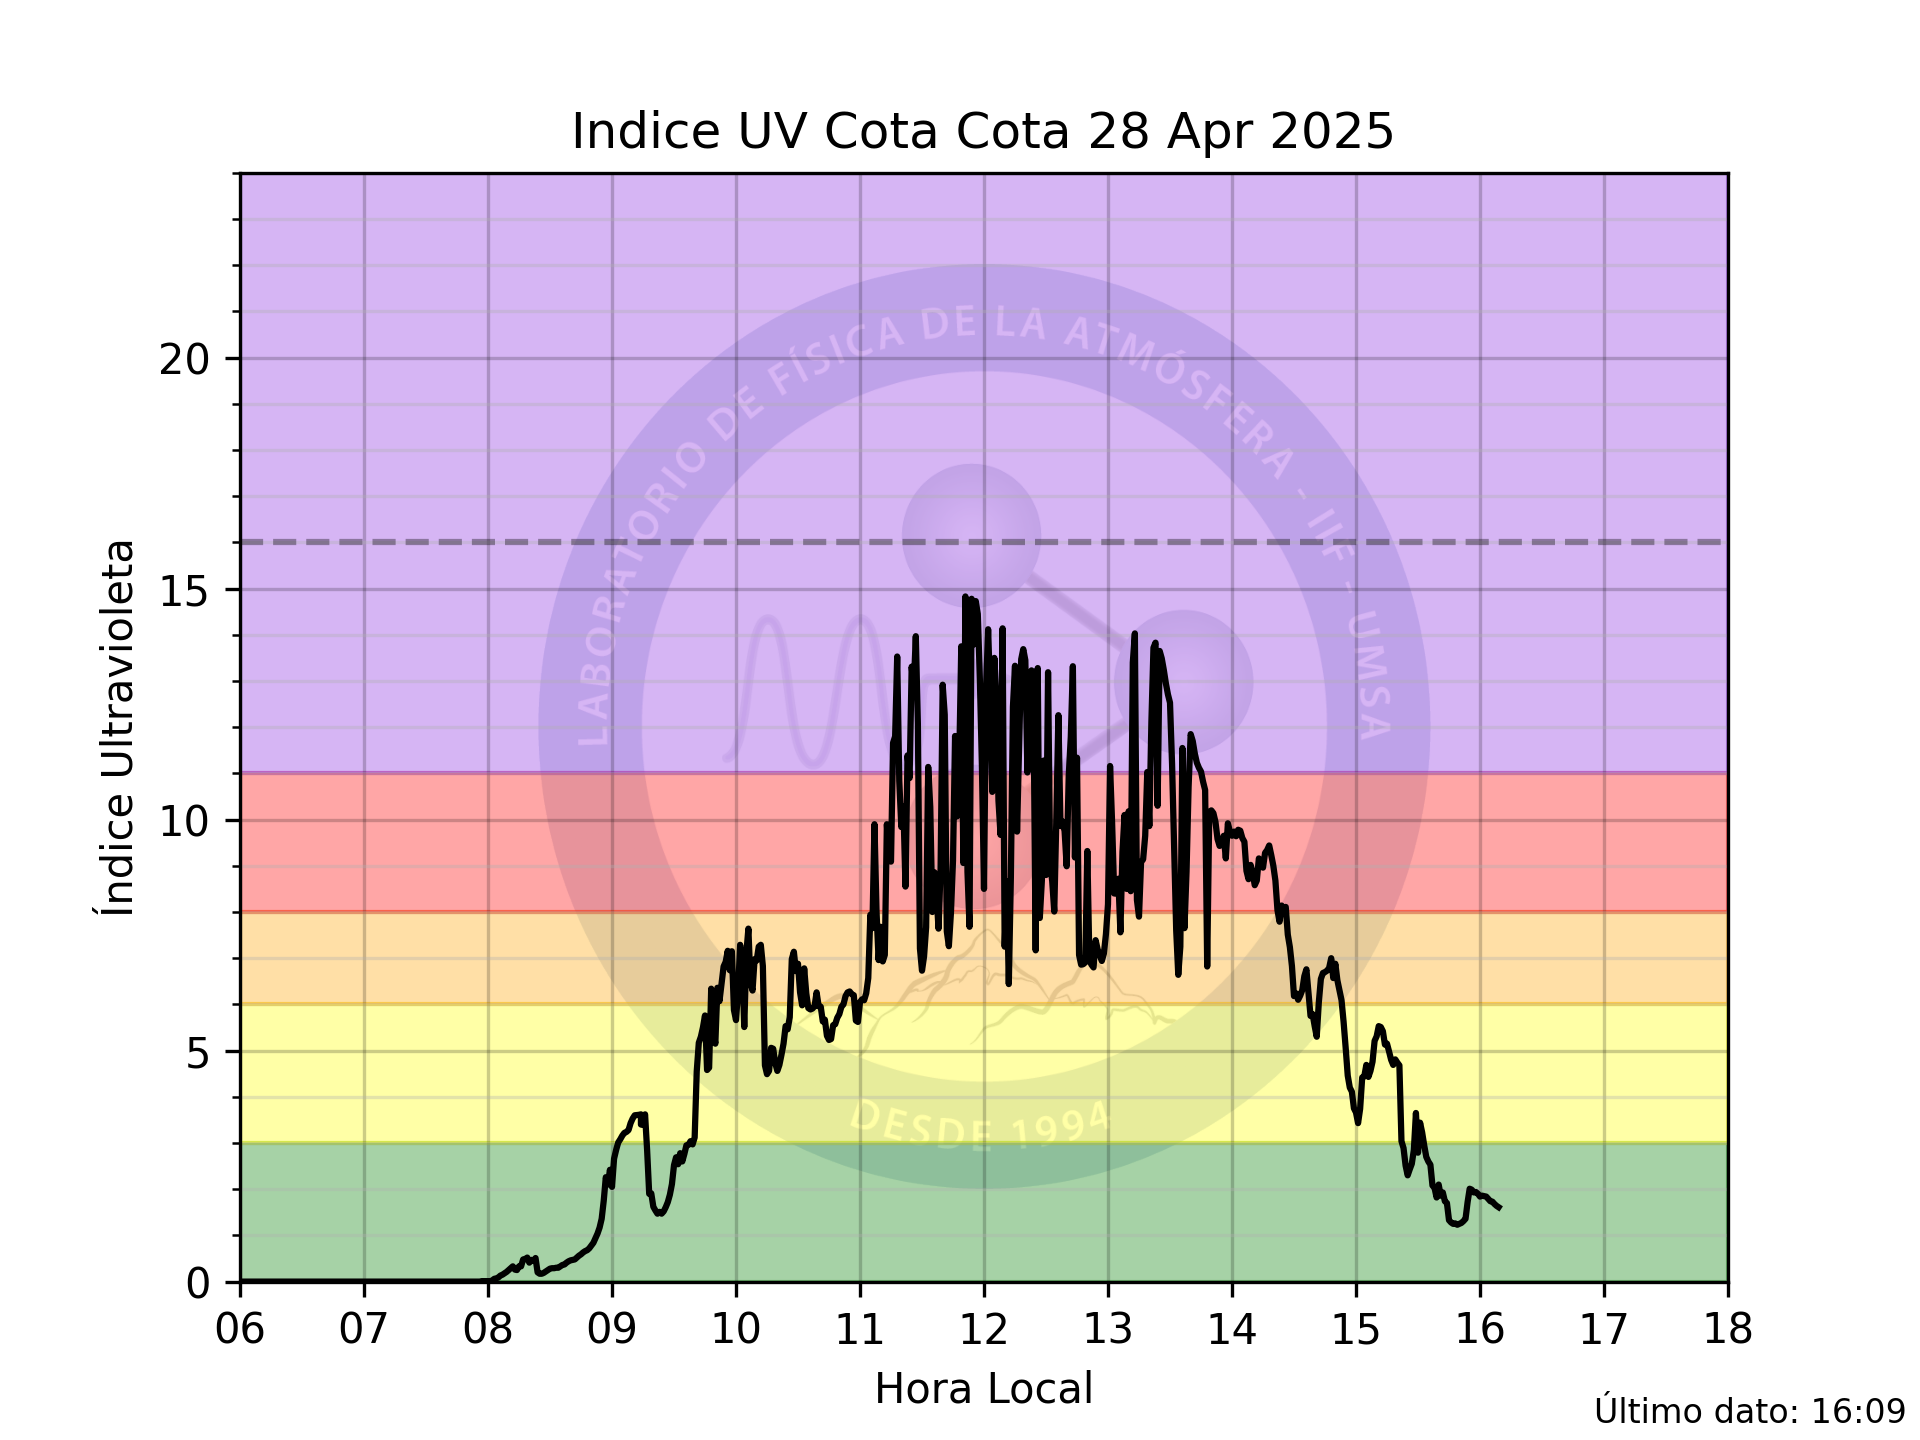 Indice UV Cota Cota 28 Apr 2025
LABORATORIO DE FÍSICA DE LA ATMÓSFERA - IIF - UMSA
DESDE 1994
Índice Ultravioleta
20
15
10
5
0
06 07 08 09 10 11 12 13 14 15 16 17 18
Hora Local
Último dato: 16:09